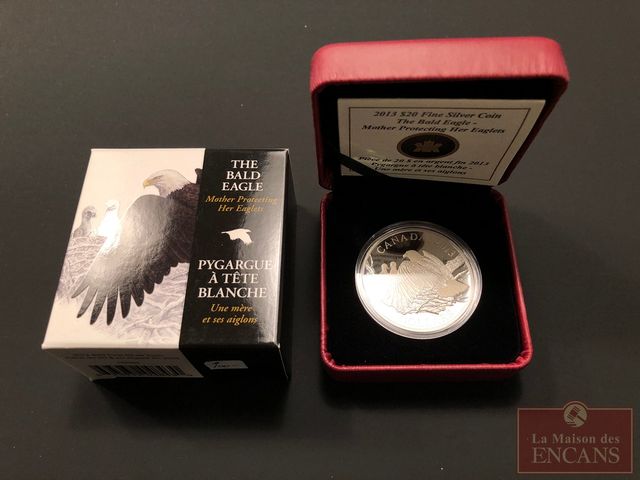 THE
BALD
EAGLE
Mother Protecting
Her Eaglets
PYGARGUE
À TÊTE
BLANCHE
Une mère
et ses aiglons
2013 $20 Fine Silver Coin
The Bald Eagle -
Mother Protecting Her Eaglets
Pièce de 20 $ en argent fin 2013
Pygargue à tête blanche -
Une mère et ses aiglons
CANADA 2013
La Maison des
ENCANS